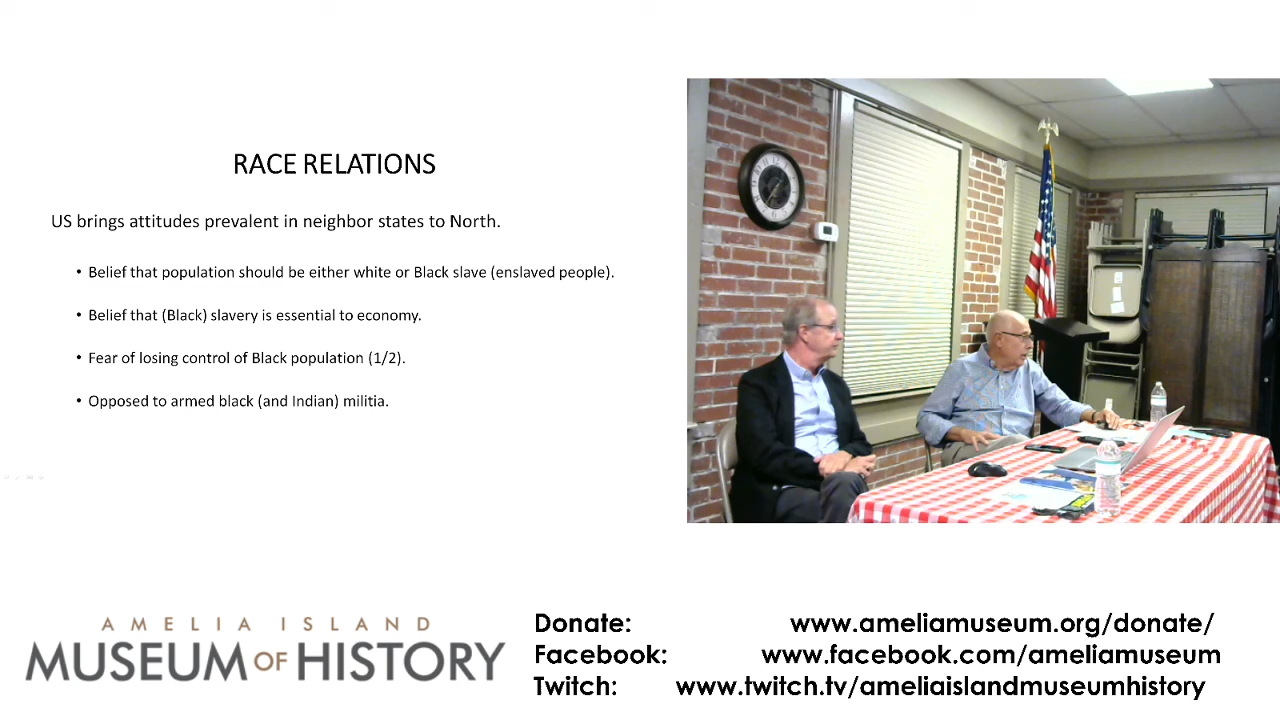 RACE RELATIONS
US brings attitudes prevalent in neighbor states to North.
• Belief that population should be either white or Black slave (enslaved people).
• Belief that (Black) slavery is essential to economy.
• Fear of losing control of Black population (1/2).
• Opposed to armed black (and Indian) militia.
AMELIA ISLAND
MUSEUM OF HISTORY
Donate: www.ameliamuseum.org/donate/
Facebook: www.facebook.com/ameliamuseum
Twitch: www.twitch.tv/ameliaislandmuseumhistory